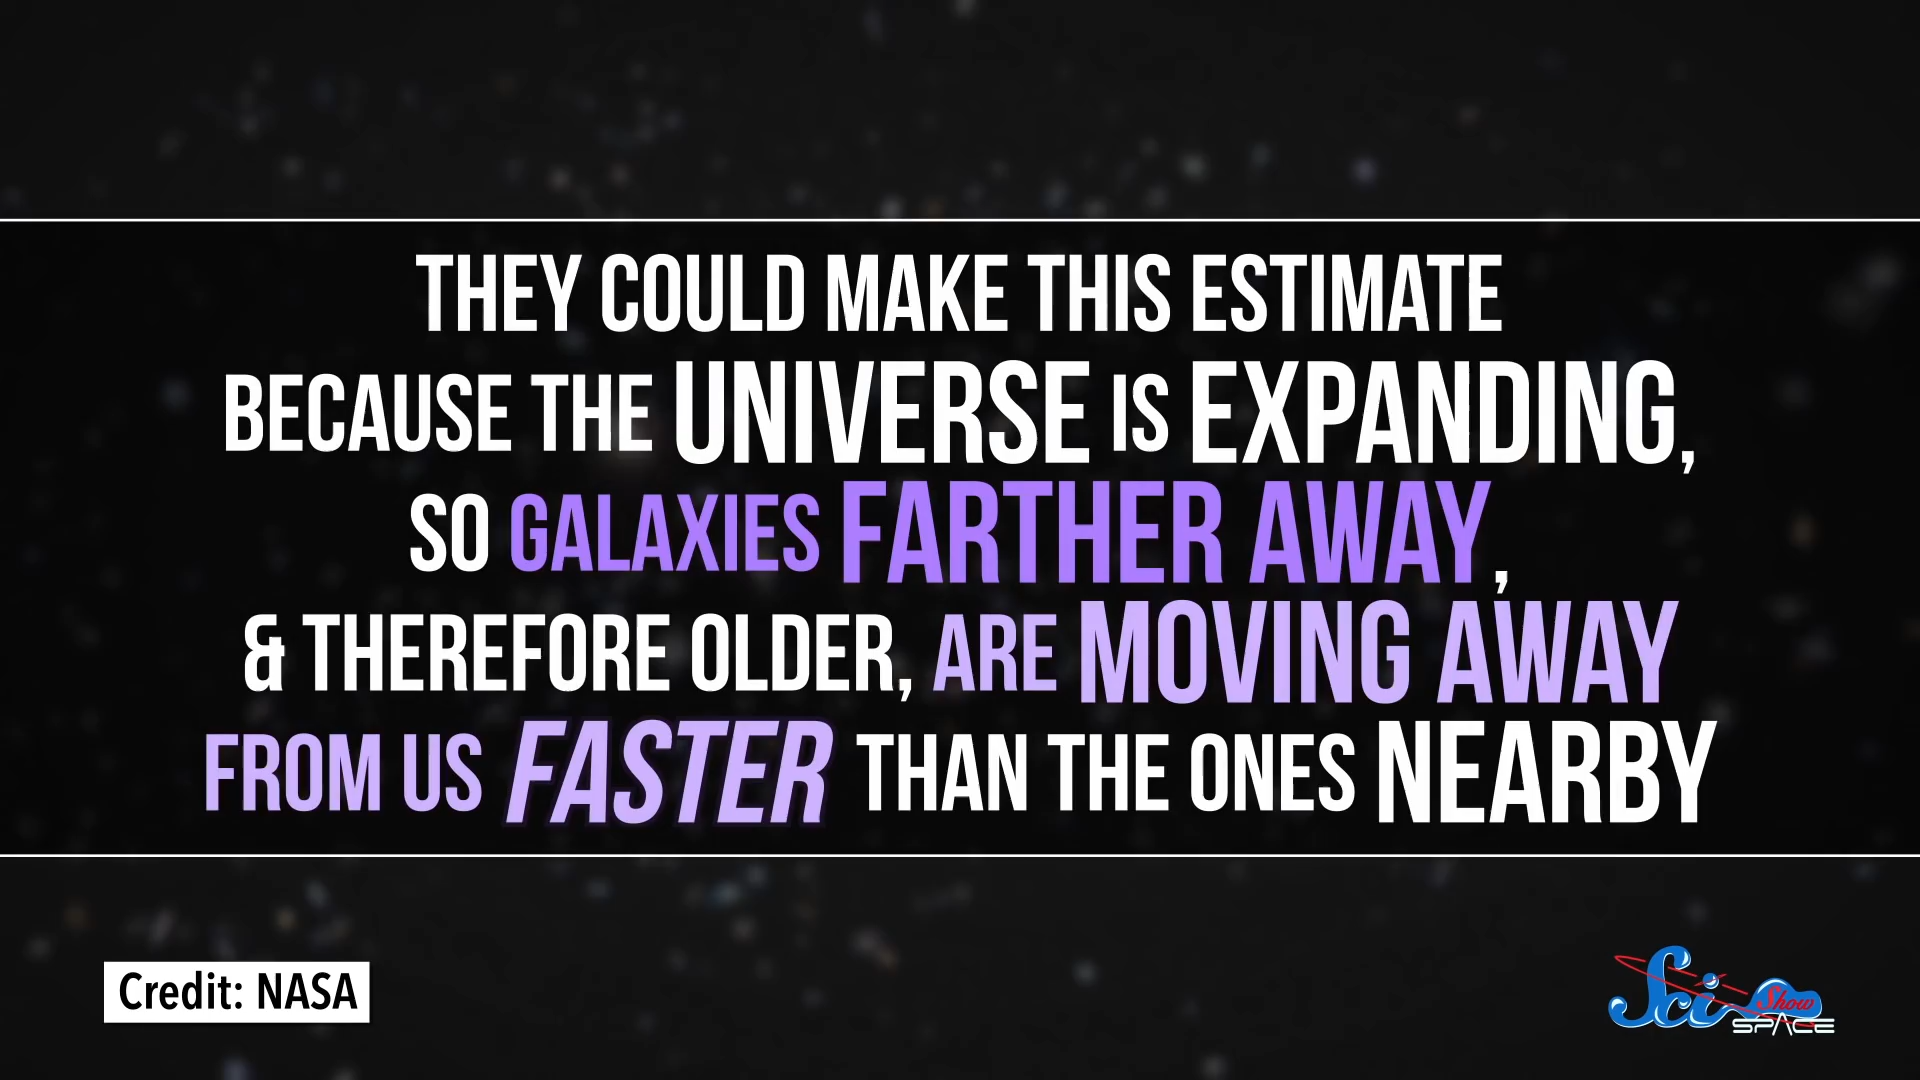 THEY COULD MAKE THIS ESTIMATE
BECAUSE THE UNIVERSE IS EXPANDING,
SO GALAXIES FARTHER AWAY,
& THEREFORE OLDER, ARE MOVING AWAY
FROM US FASTER THAN THE ONES NEARBY
Credit: NASA
Sci Show
SPACE